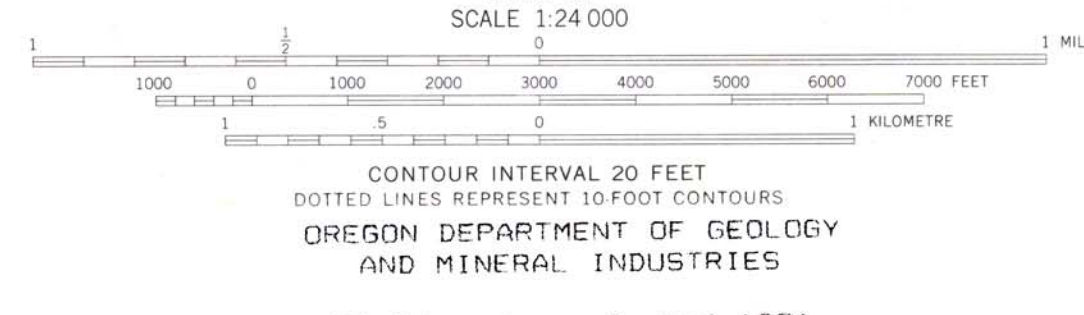 SCALE 1:24 000
1 1/2 0 1 MIL
1000 0 1000 2000 3000 4000 5000 6000 7000 FEET
1 .5 0 1 KILOMETRE
CONTOUR INTERVAL 20 FEET
DOTTED LINES REPRESENT 10-FOOT CONTOURS
OREGON DEPARTMENT OF GEOLOGY
AND MINERAL INDUSTRIES